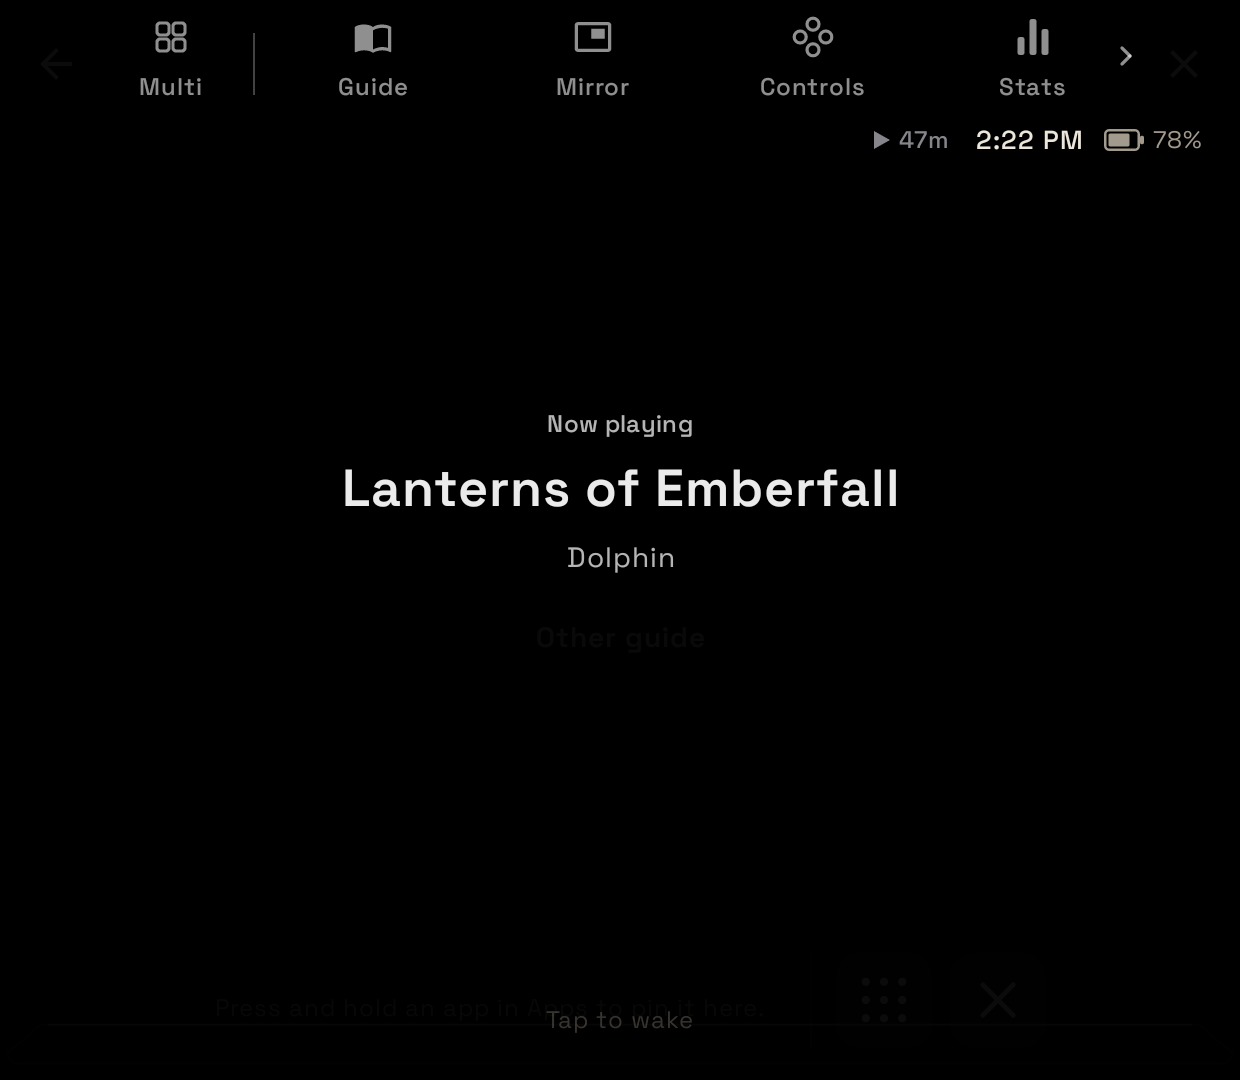 Multi
Guide
Mirror
Controls
Stats
47m 2:22 PM 78%
Now playing
Lanterns of Emberfall
Dolphin
Other guide
Press and hold an app in Apps to pin it here.
Tap to wake